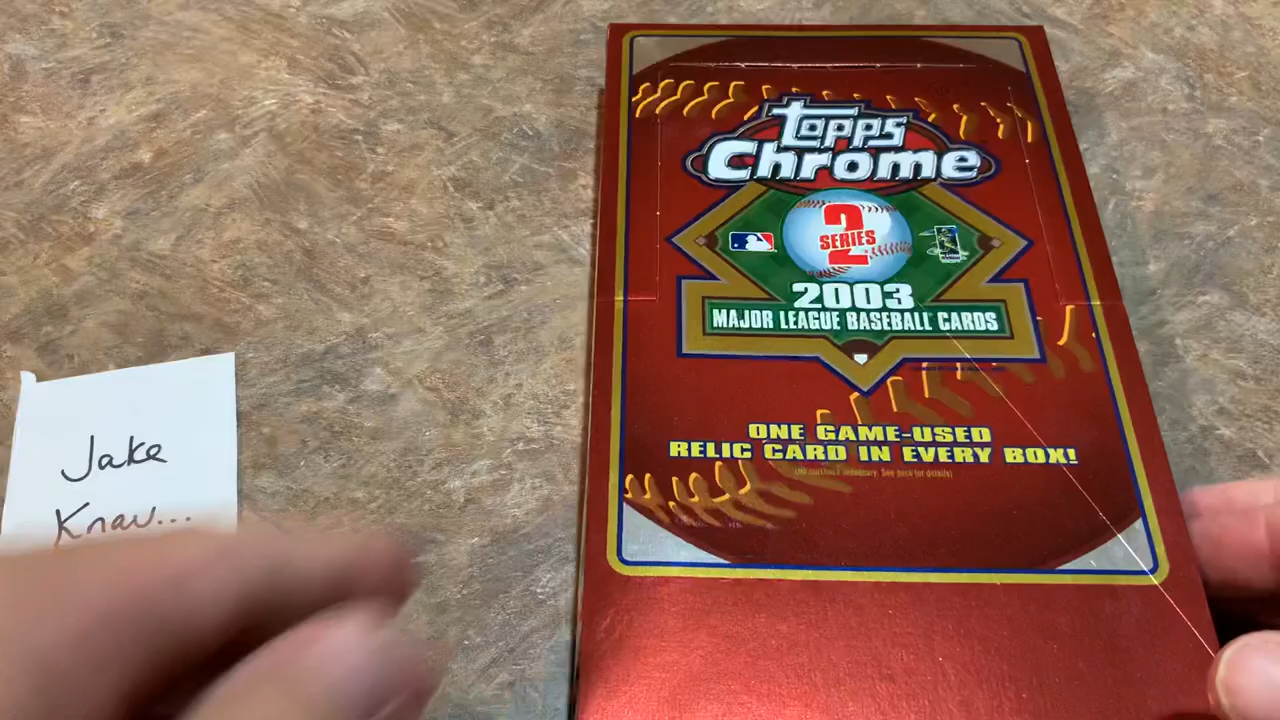 Jake
Knav...
topps
Chrome
2
SERIES
2003
MAJOR LEAGUE BASEBALL CARDS
ONE GAME-USED
RELIC CARD IN EVERY BOX!